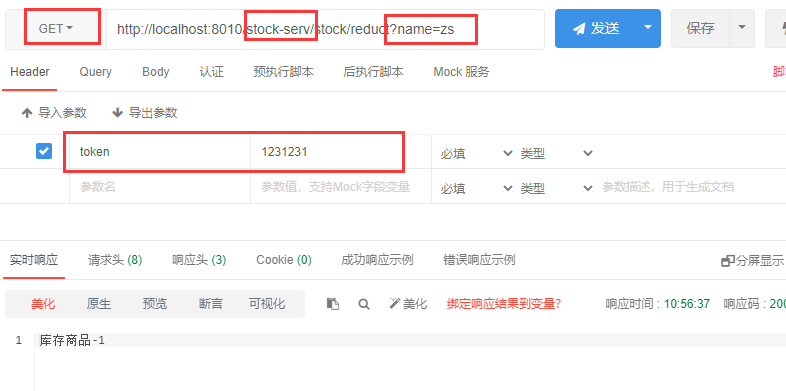 GET http://localhost:8010/stock-serv/stock/reduct?name=zs 发送 保存
Header Query Body 认证 预执行脚本 后执行脚本 Mock 服务
导入参数 导出参数
token 1231231 必填 类型
参数名 参数值，支持Mock字段变量 必填 类型 参数描述，用于生成文档
实时响应 请求头 (8) 响应头 (3) Cookie (0) 成功响应示例 错误响应示例 分屏显示
美化 原生 预览 断言 可视化 美化 绑定响应结果到变量? 响应时间 : 10:56:37 响应码 : 200
1 库存商品-1